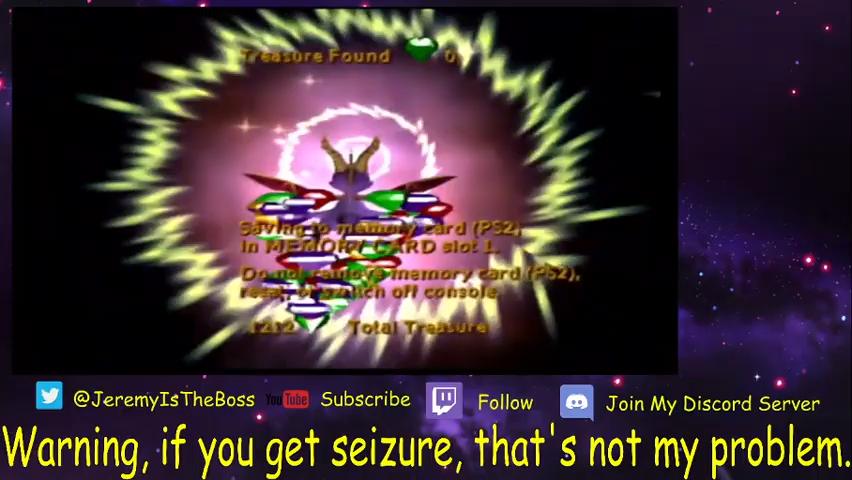 Treasure Found 0
Saving to memory card (PS2)
in MEMORY CARD slot 1.
Do not remove memory card (PS2),
reset, or switch off console
1212 Total Treasure
@JeremyIsTheBoss YouTube Subscribe Follow Join My Discord Server
Warning, if you get seizure, that's not my problem.